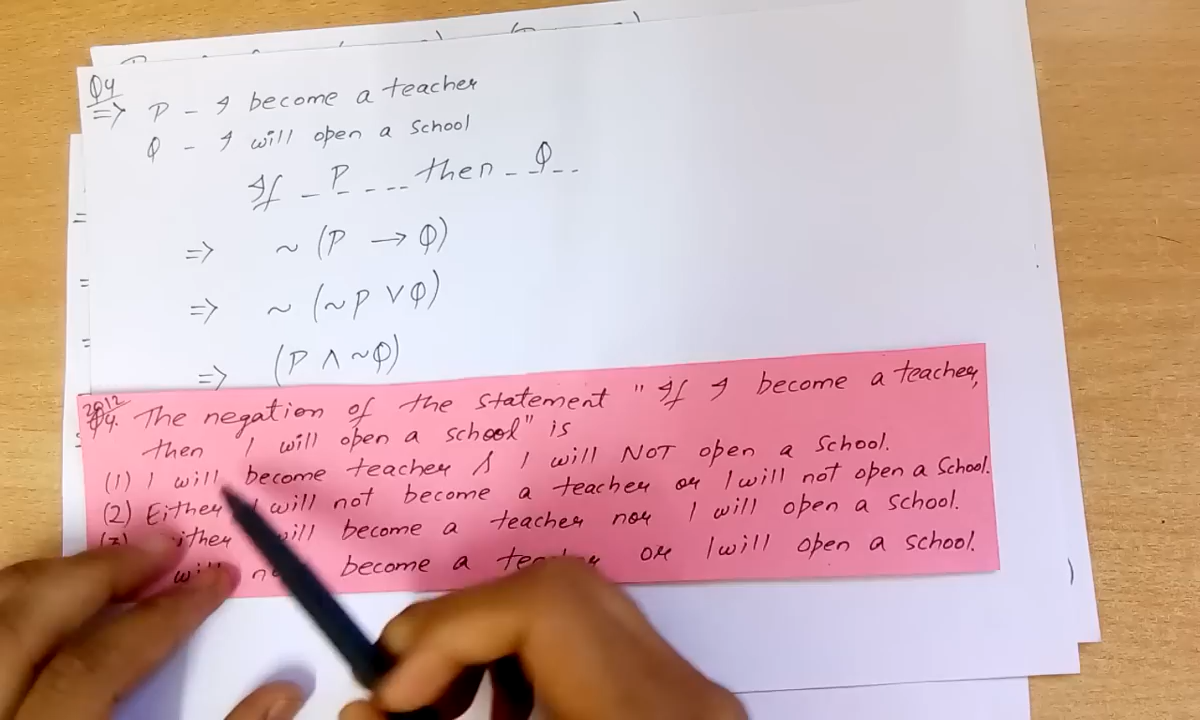 Q4
=> P - I become a teacher
Q - I will open a school
If _ P _ _ _ _ then _ Q _ _
=> ~ (P → Q)
=> ~ (~P ∨ Q)
=> (P ∧ ~Q)
2012
Q4. The negation of the statement "If I become a teacher,
then I will open a school" is
(1) I will become teacher & I will NOT open a School.
(2) Either I will not become a teacher or I will not open a School.
will become a teacher nor I will open a school.
will become a or I will open a school.